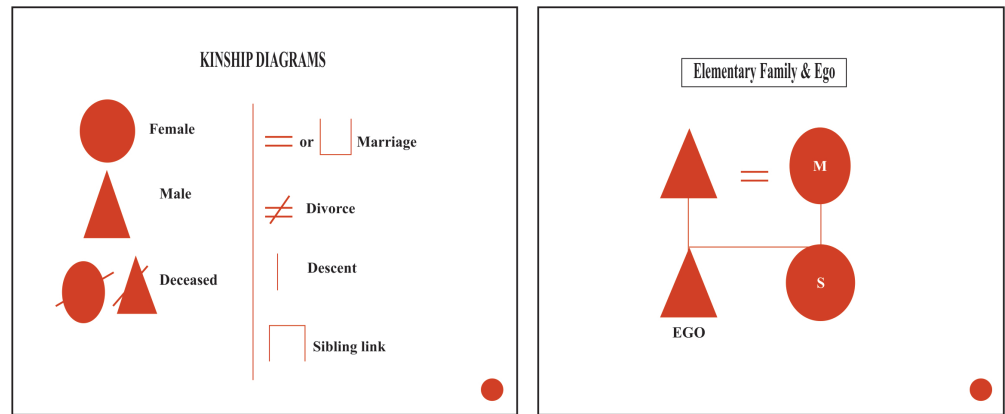 KINSHIP DIAGRAMS
Female
Male
Deceased
= or Marriage
Divorce
Descent
Sibling link
Elementary Family & Ego
= M
S
EGO